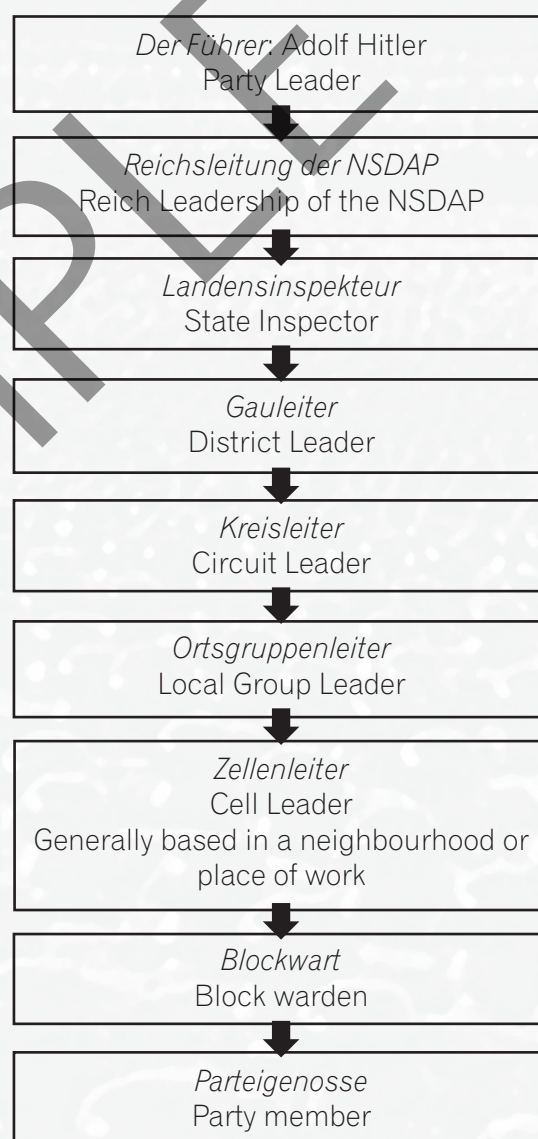 Der Führer: Adolf Hitler
Party Leader
Reichsleitung der NSDAP
Reich Leadership of the NSDAP
Landensinspekteur
State Inspector
Gauleiter
District Leader
Kreisleiter
Circuit Leader
Ortsgruppenleiter
Local Group Leader
Zellenleiter
Cell Leader
Generally based in a neighbourhood or
place of work
Blockwart
Block warden
Parteigenosse
Party member